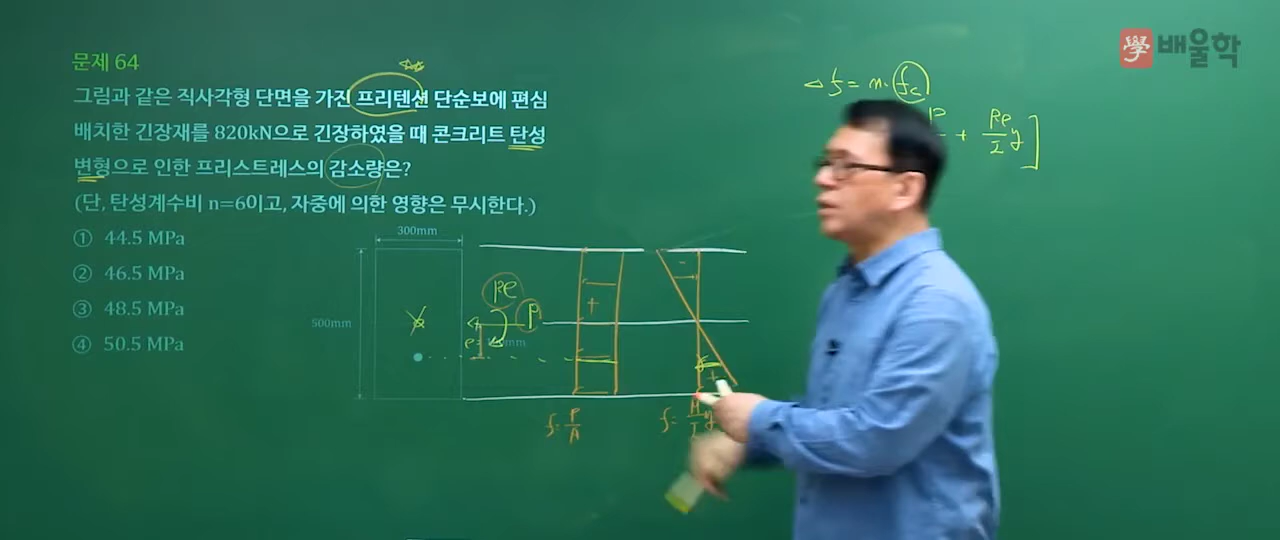 學 배울학
문제 64
그림과 같은 직사각형 단면을 가진 프리텐션 단순보에 편심
배치한 긴장재를 820kN으로 긴장하였을 때 콘크리트 탄성
변형으로 인한 프리스트레스의 감소량은?
(단, 탄성계수비 n=6이고, 자중에 의한 영향은 무시한다.)
① 44.5 MPa
② 46.5 MPa
③ 48.5 MPa
④ 50.5 MPa
300mm
500mm
Pe
P
e=
+
-
+
f=P/A
f=
Δf=n·fc
P
+ Pe/I y]